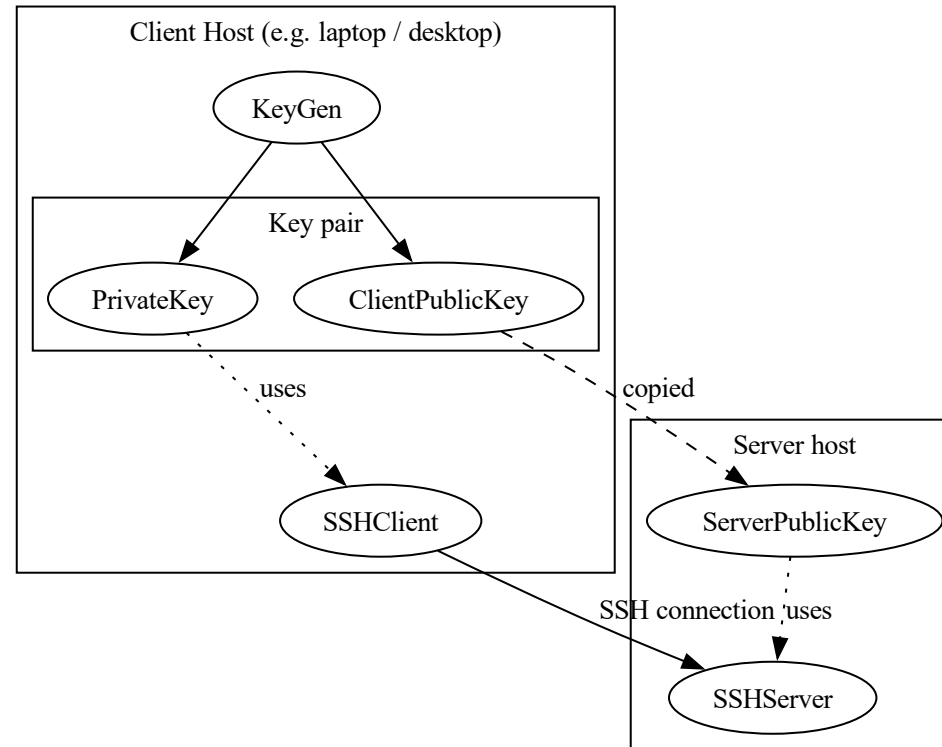 Client Host (e.g. laptop / desktop)
KeyGen
Key pair
PrivateKey
ClientPublicKey
uses
copied
Server host
SSHClient
ServerPublicKey
SSH connection
uses
SSHServer